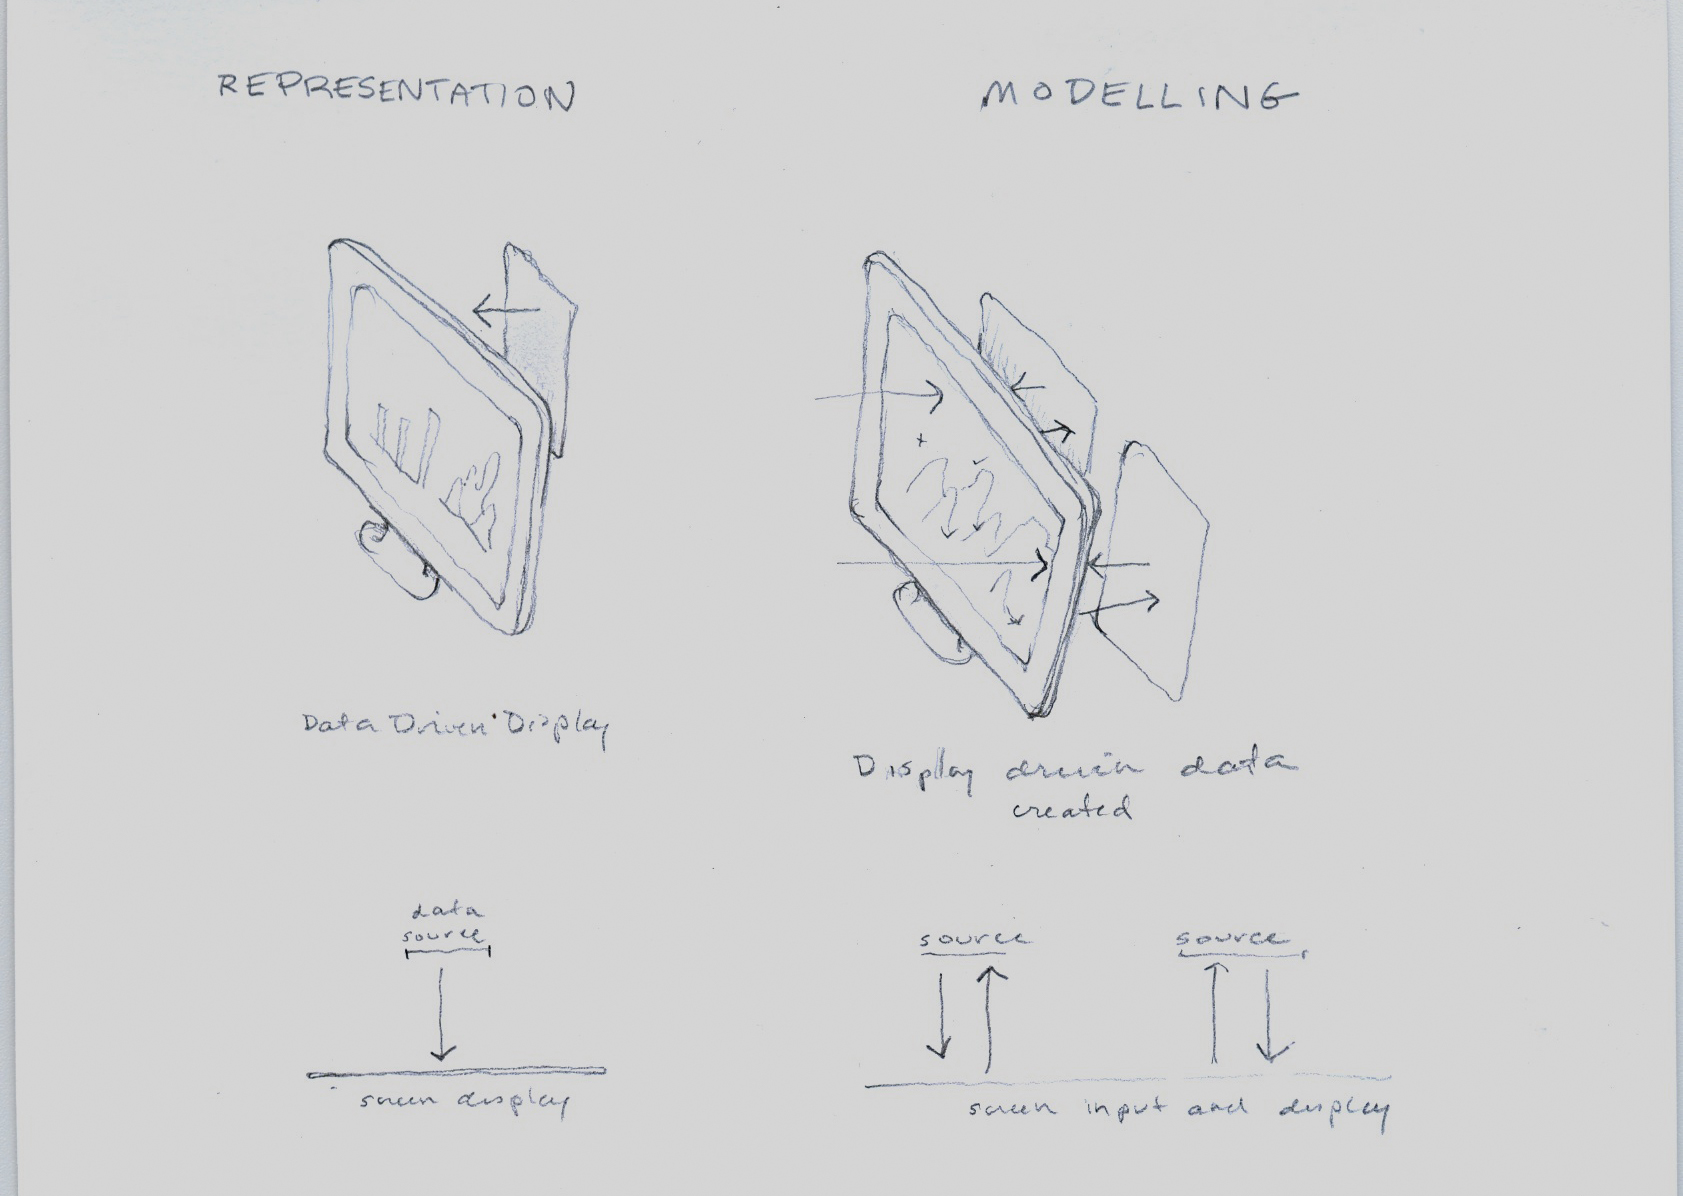 REPRESENTATION
MODELLING
Data Driven Display
Display driven data
created
data
source
screen display
source
source
screen input and display